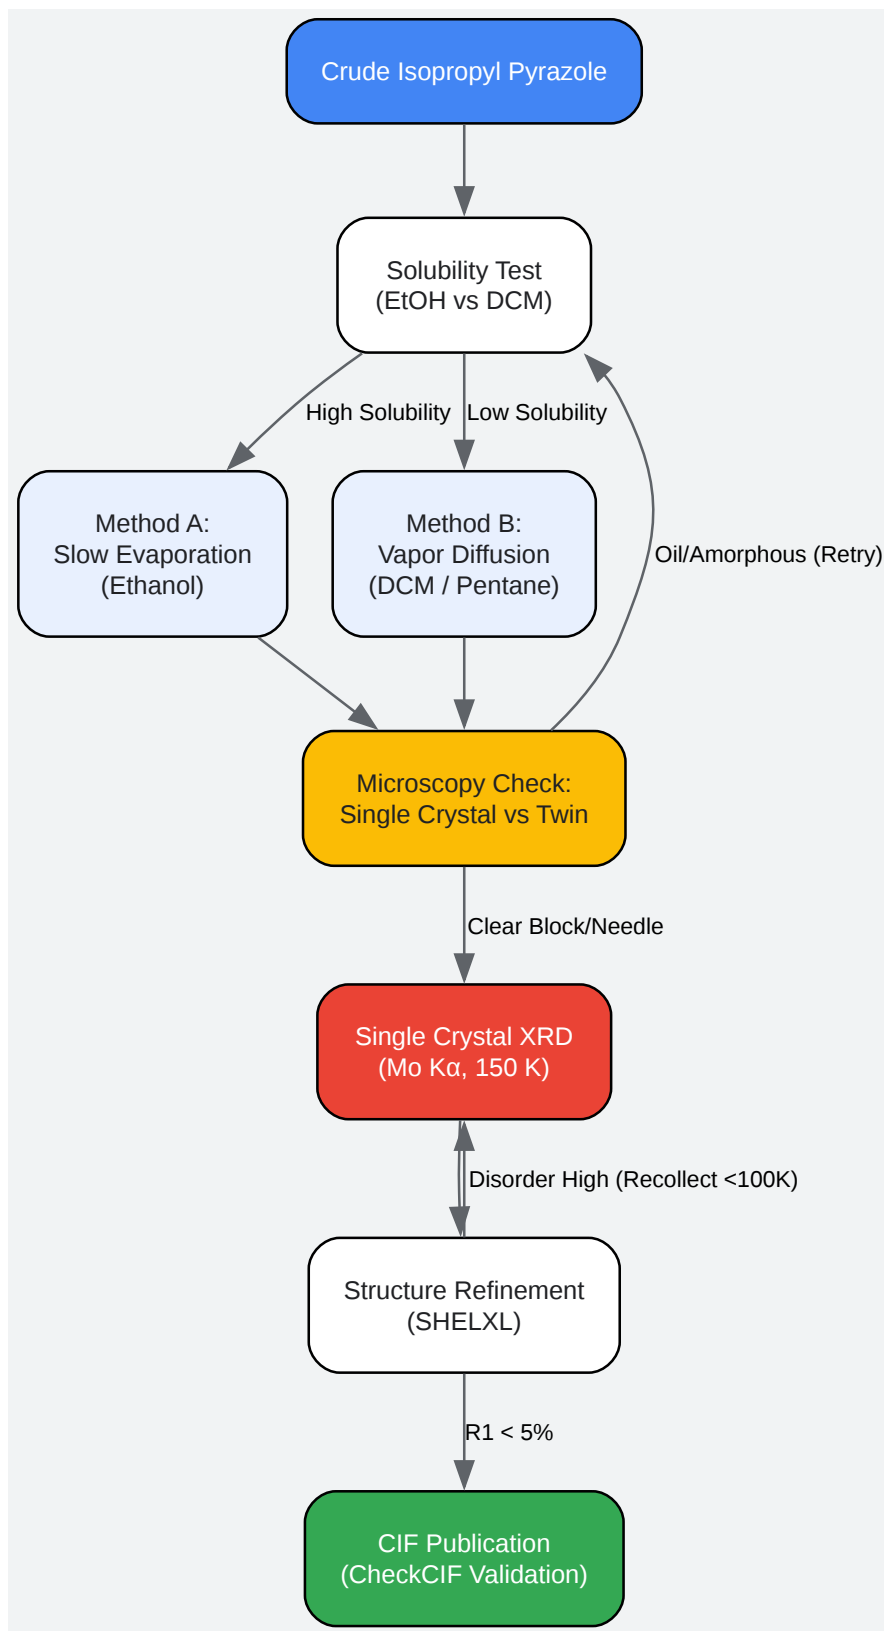 Crude Isopropyl Pyrazole
Solubility Test
(EtOH vs DCM)
High Solubility
Low Solubility
Method A:
Slow Evaporation
(Ethanol)
Method B:
Vapor Diffusion
(DCM / Pentane)
Oil/Amorphous (Retry)
Microscopy Check:
Single Crystal vs Twin
Clear Block/Needle
Single Crystal XRD
(Mo Kα, 150 K)
Disorder High (Recollect <100K)
Structure Refinement
(SHELXL)
R1 < 5%
CIF Publication
(CheckCIF Validation)